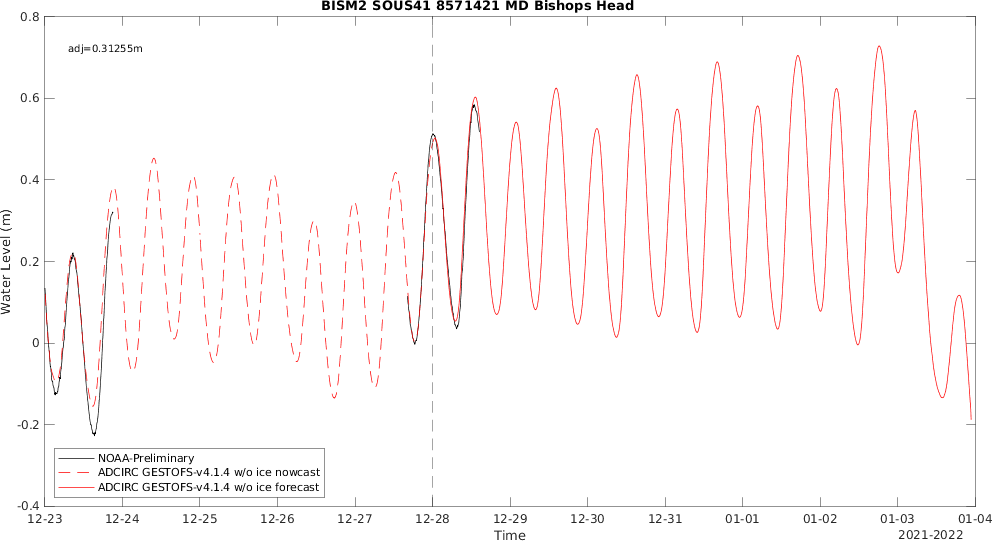 BISM2 SOUS41 8571421 MD Bishops Head
adj=0.31255m
0.8
0.6
0.4
0.2
0
-0.2
-0.4
Water Level (m)
NOAA-Preliminary
ADCIRC GESTOFS-v4.1.4 w/o ice nowcast
ADCIRC GESTOFS-v4.1.4 w/o ice forecast
12-23 12-24 12-25 12-26 12-27 12-28 12-29 12-30 12-31 01-01 01-02 01-03 01-04
Time
2021-2022